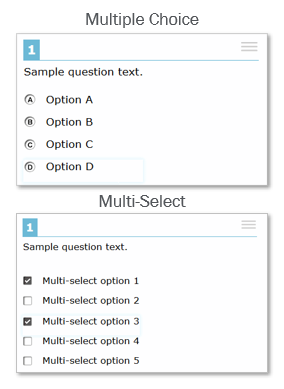 Multiple Choice
1
Sample question text.
A Option A
B Option B
C Option C
D Option D
Multi-Select
1
Sample question text.
Multi-select option 1
Multi-select option 2
Multi-select option 3
Multi-select option 4
Multi-select option 5